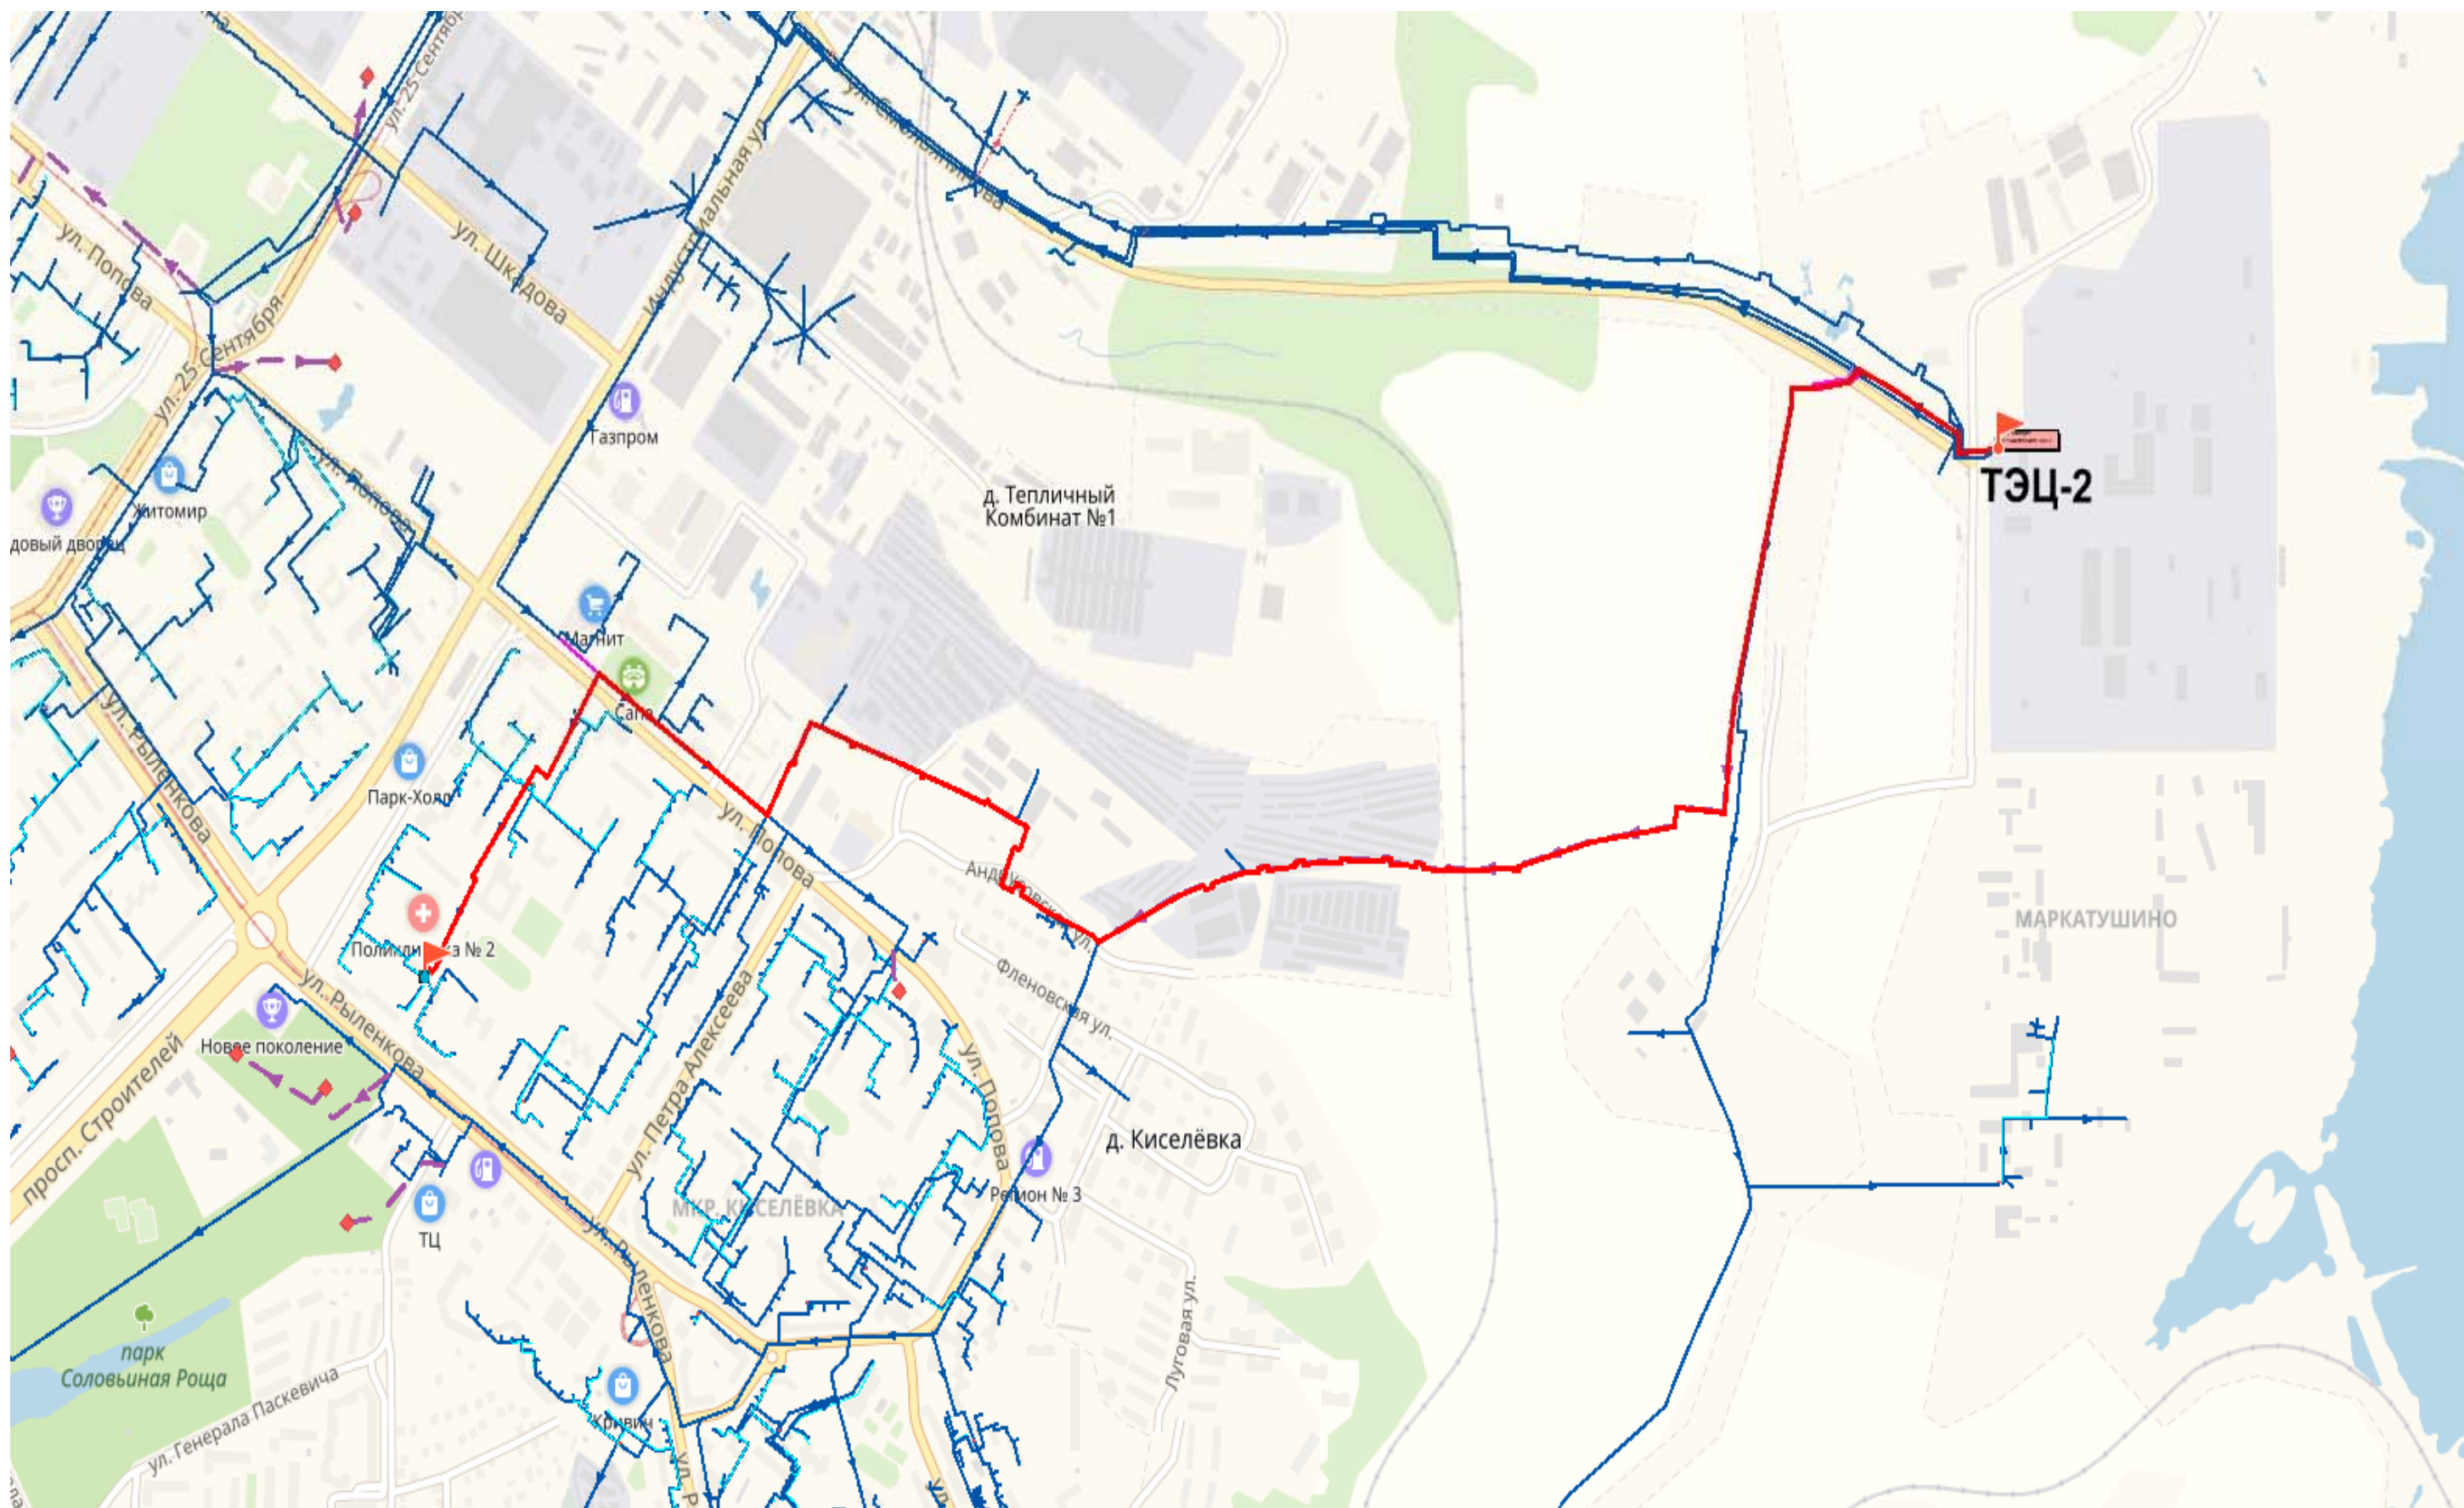 ул. 25 Сентября
ул. Смольянинова
Индустриальная ул.
ул. Попова
ул. Шкадова
ул. 25 Сентября
Газпром
ТЭЦ-2
ул. Попова
д. Тепличный
Комбинат №1
Житомир
Магнит
ул. Рыленкова
Парк-Холл
ул. Попова
Андрусовская ул.
МАРКАТУШИНО
Поликлиника № 2
Фленовская ул.
ул. Рыленкова
ул. Петра Алексеева
Новое поколение
ул. Попова
просп. Строителей
д. Киселёвка
Регион № 3
МКР. КИСЕЛЁВКА
ТЦ
ул. Рыленкова
Луговая ул.
парк
Соловьиная Роща
ул. Генерала Паскевича
Кривич